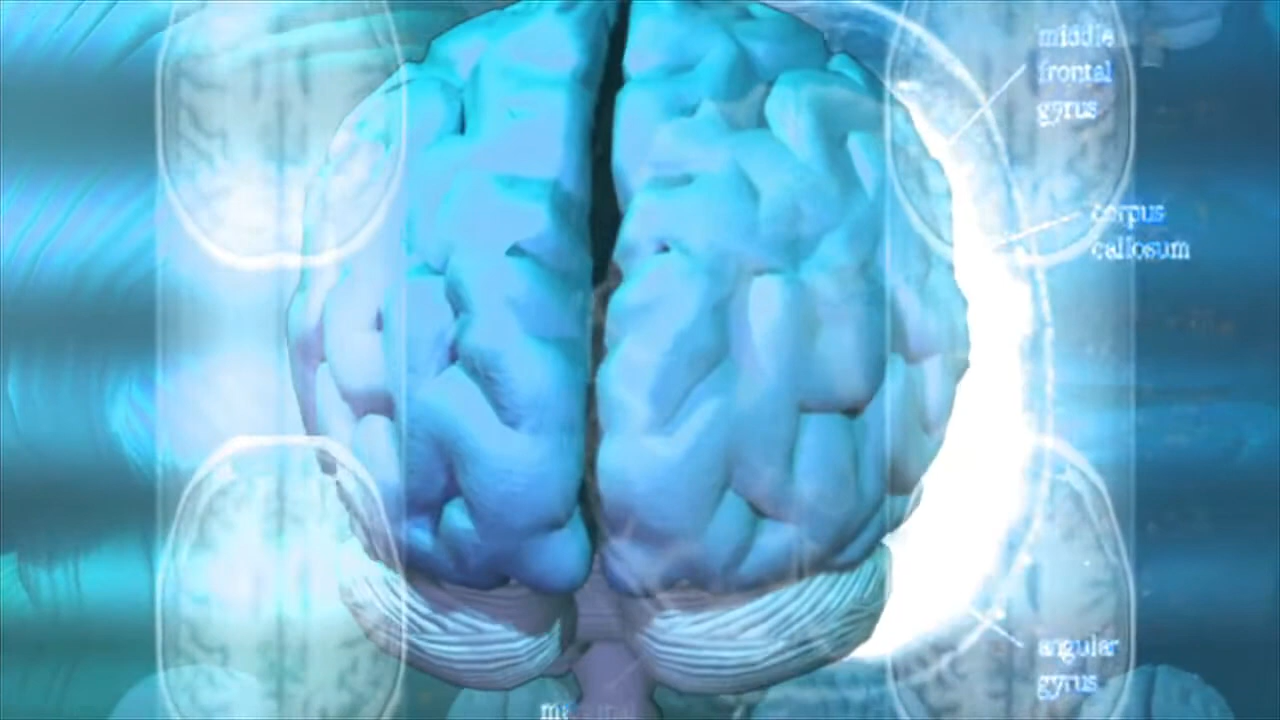 middle
frontal
gyrus
corpus
callosum
angular
gyrus